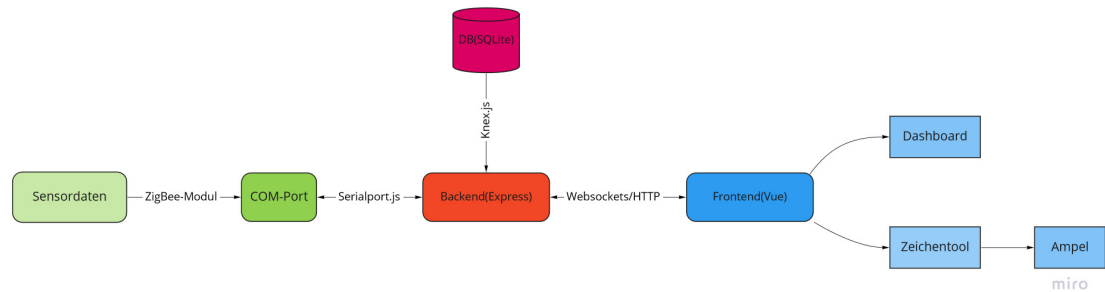 DB(SQLite)
Knex.js
Dashboard
Sensordaten
ZigBee-Modul
COM-Port
Serialport.js
Backend(Express)
Websockets/HTTP
Frontend(Vue)
Zeichentool
Ampel
miro